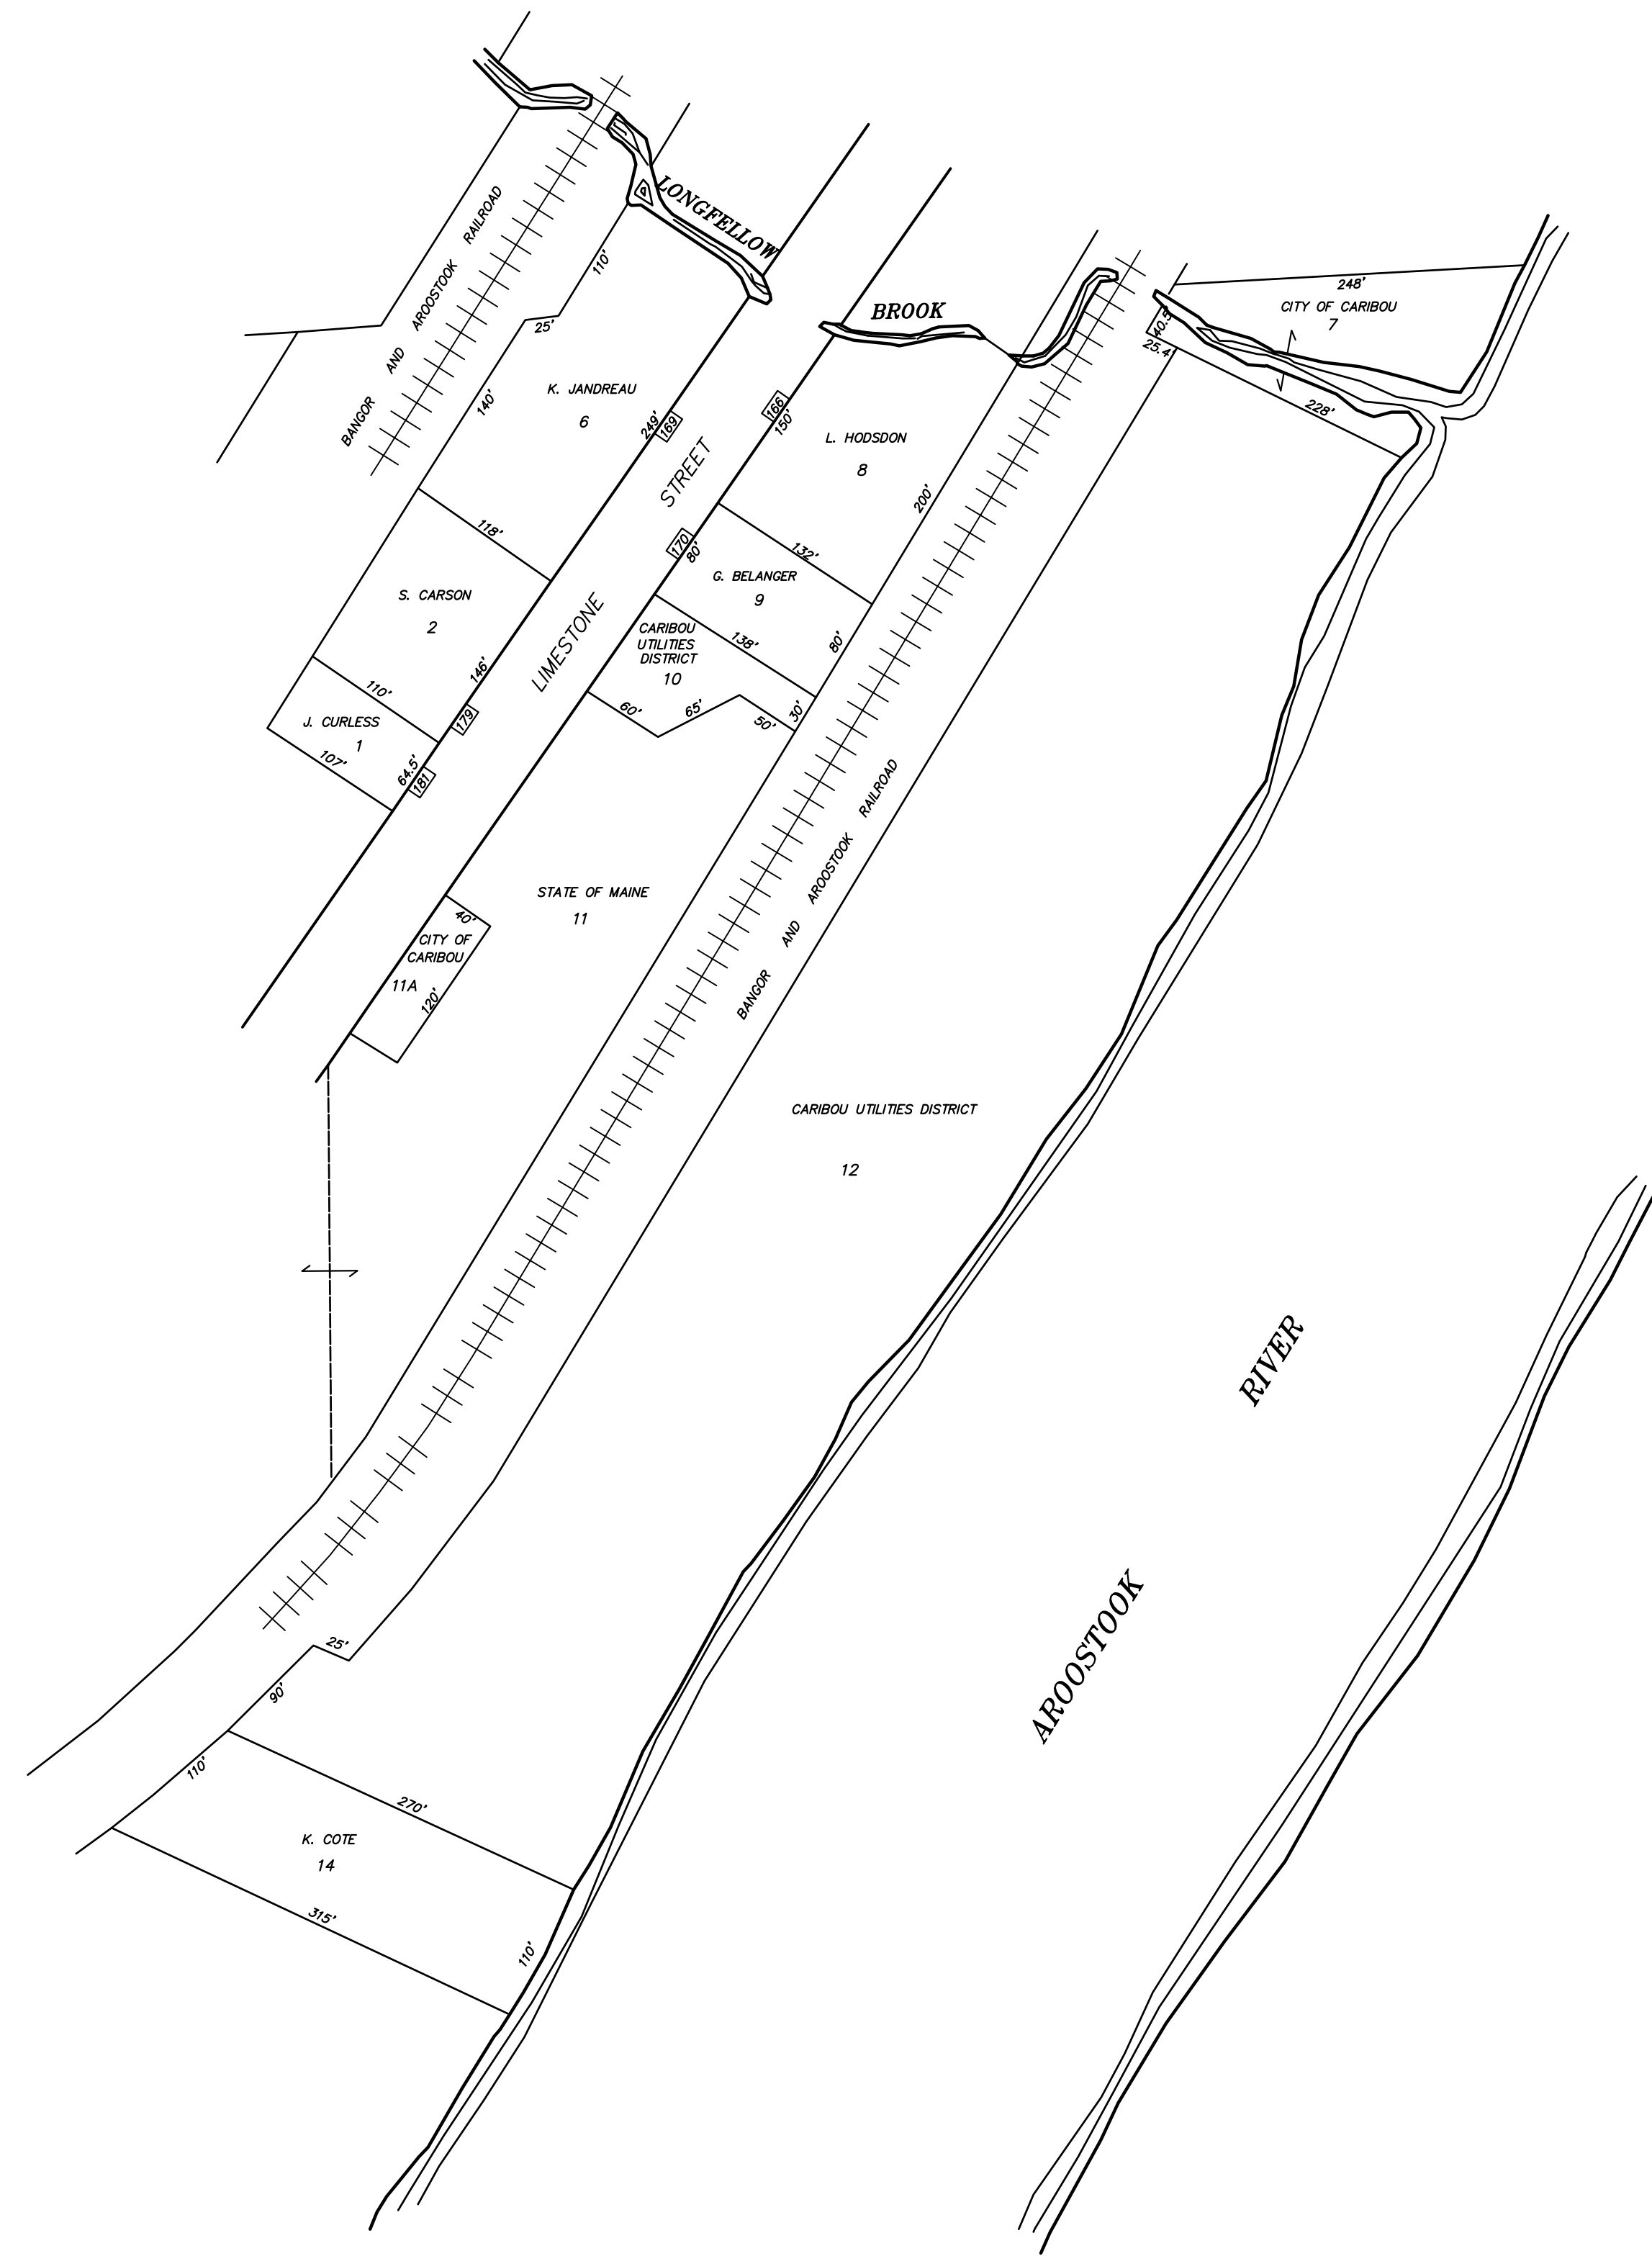 LONGFELLOW
BROOK
BANGOR AND AROOSTOOK RAILROAD
110'
25'
140'
K. JANDREAU
6
249'
169
118'
S. CARSON
2
146'
179
110'
J. CURLESS
1
107'
64.5'
181
LIMESTONE STREET
166
150'
L. HODSDON
8
200'
132'
170
80'
G. BELANGER
9
80'
138'
CARIBOU
UTILITIES
DISTRICT
10
30'
60'
65'
50'
248'
CITY OF CARIBOU
7
40.5'
25.4'
228'
STATE OF MAINE
11
40'
CITY OF
CARIBOU
11A
120'
BANGOR AND AROOSTOOK RAILROAD
CARIBOU UTILITIES DISTRICT
12
AROOSTOOK RIVER
25'
90'
110'
270'
K. COTE
14
315'
110'